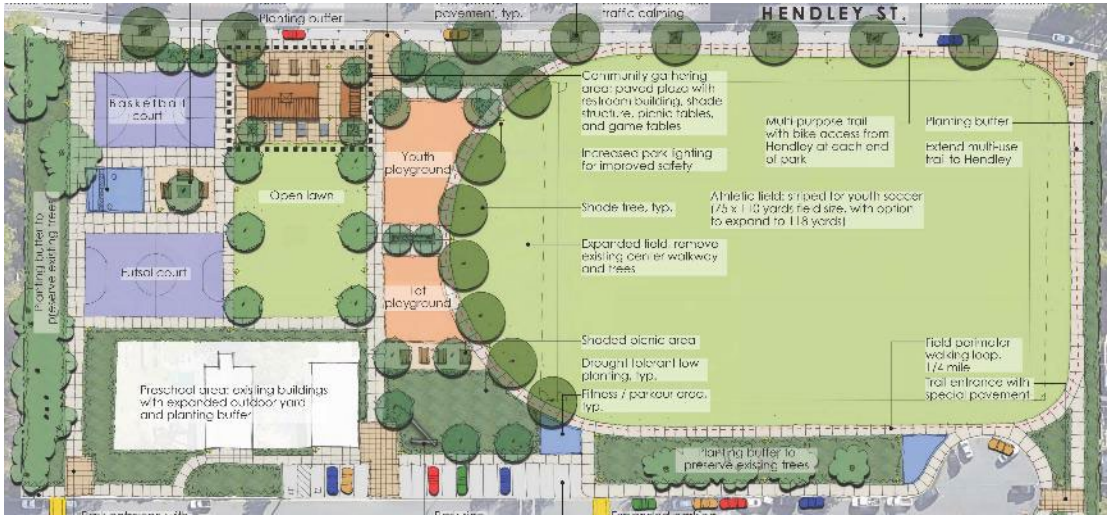 Planting buffer
pavement, typ.
traffic calming
HENDLEY ST.
Basketball
court
Community gathering
area: paved plaza with
restroom building, shade
structure, picnic tables,
and game tables
Multi-purpose trail
with bike access from
Hendley at each end
of park
Planting buffer
Extend multi-use
trail to Hendley
Youth
playground
Increased park lighting
for improved safety
Open lawn
Shade tree, typ.
Athletic field: striped for youth soccer
(75 x 110 yards field size, with option
to expand to 118 yards)
Planting buffer to
preserve existing trees
Futsal court
Expanded field, remove
existing center walkway
and trees
Tot
playground
Shaded picnic area
Field perimeter
walking loop,
1/4 mile
Drought tolerant low
planting, typ.
Trail entrance with
special pavement
Preschool area: existing buildings
with expanded outdoor yard
and planting buffer
Fitness / parkour area,
typ.
Planting buffer to
preserve existing trees